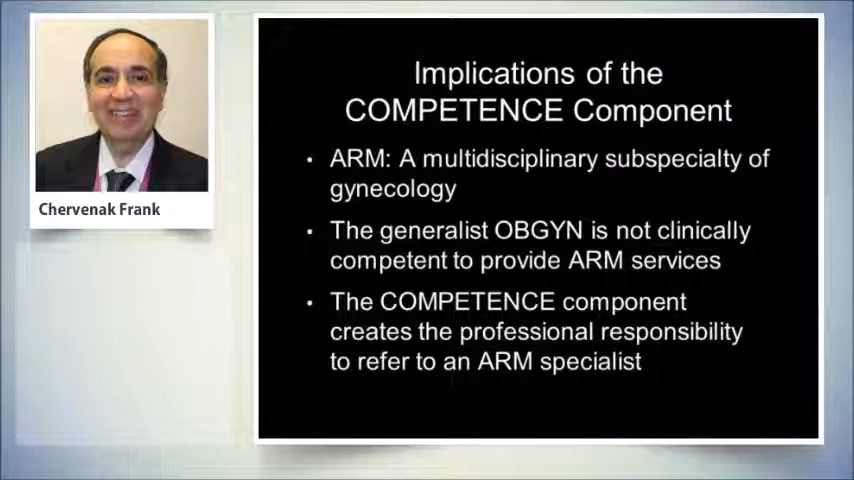 Chervenak Frank
Implications of the
COMPETENCE Component
• ARM: A multidisciplinary subspecialty of
gynecology
• The generalist OBGYN is not clinically
competent to provide ARM services
• The COMPETENCE component
creates the professional responsibility
to refer to an ARM specialist